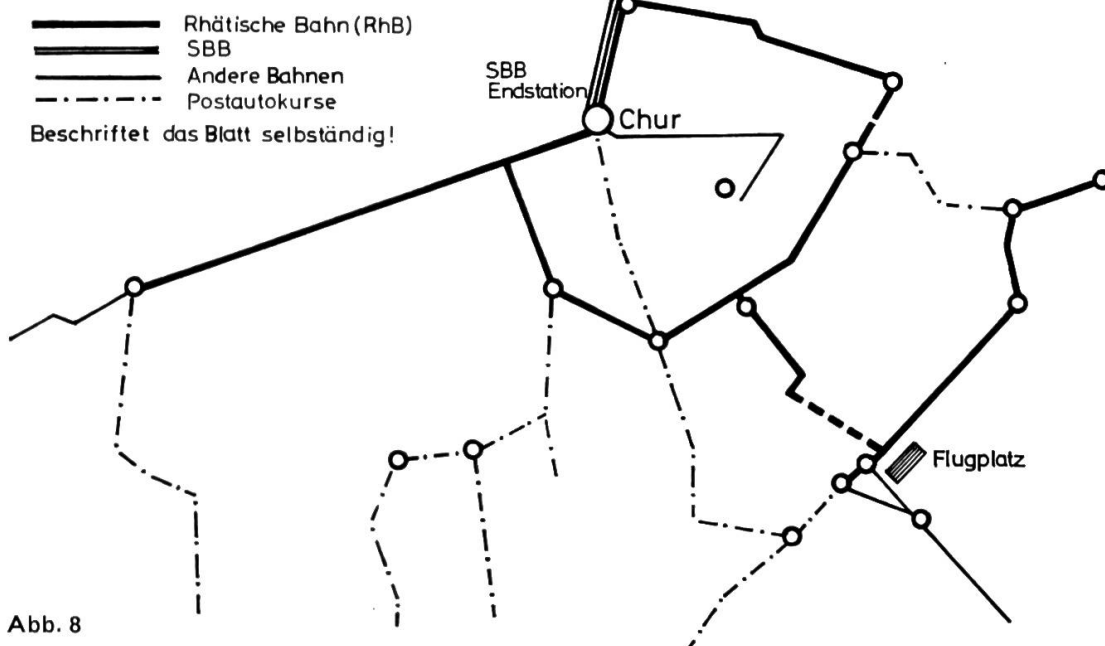 Rhätische Bahn (RhB)
SBB
Andere Bahnen
Postautokurse
Beschriftet das Blatt selbständig!
SBB
Endstation
Chur
Flugplatz
Abb. 8